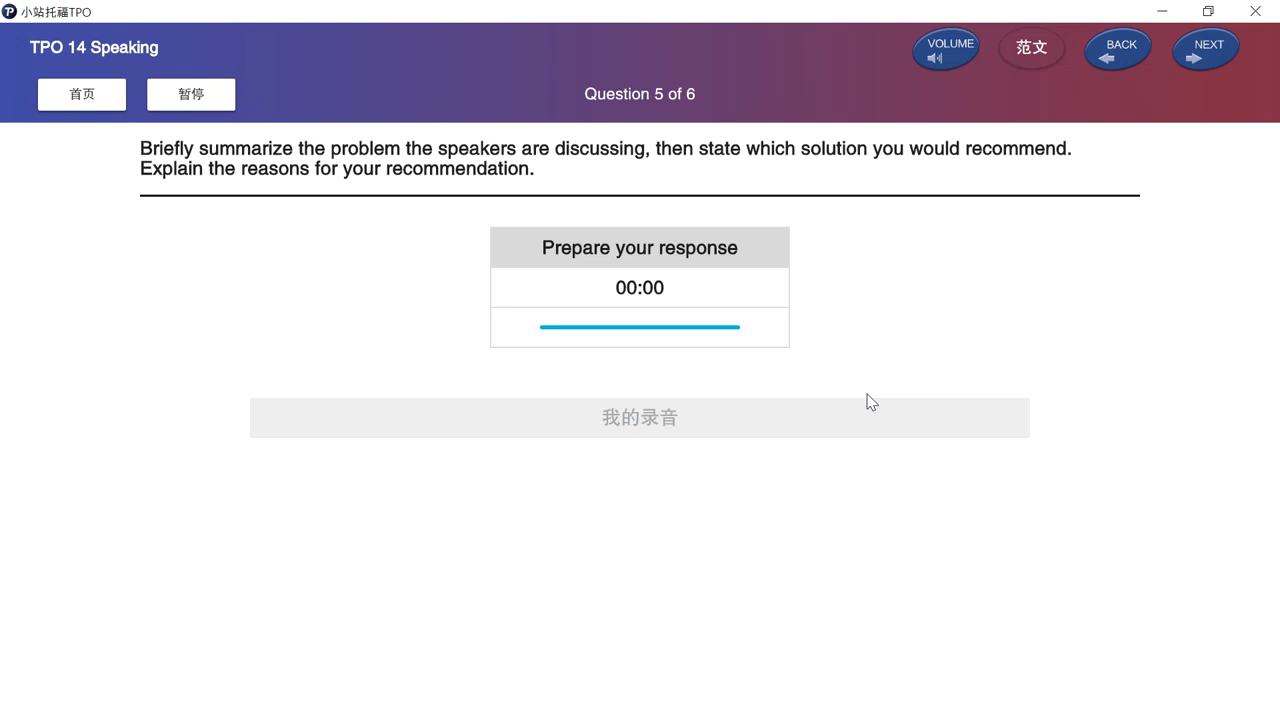 小站托福TPO
TPO 14 Speaking
VOLUME
范文
BACK
NEXT
首页
暂停
Question 5 of 6
Briefly summarize the problem the speakers are discussing, then state which solution you would recommend.
Explain the reasons for your recommendation.
Prepare your response
00:00
我的录音